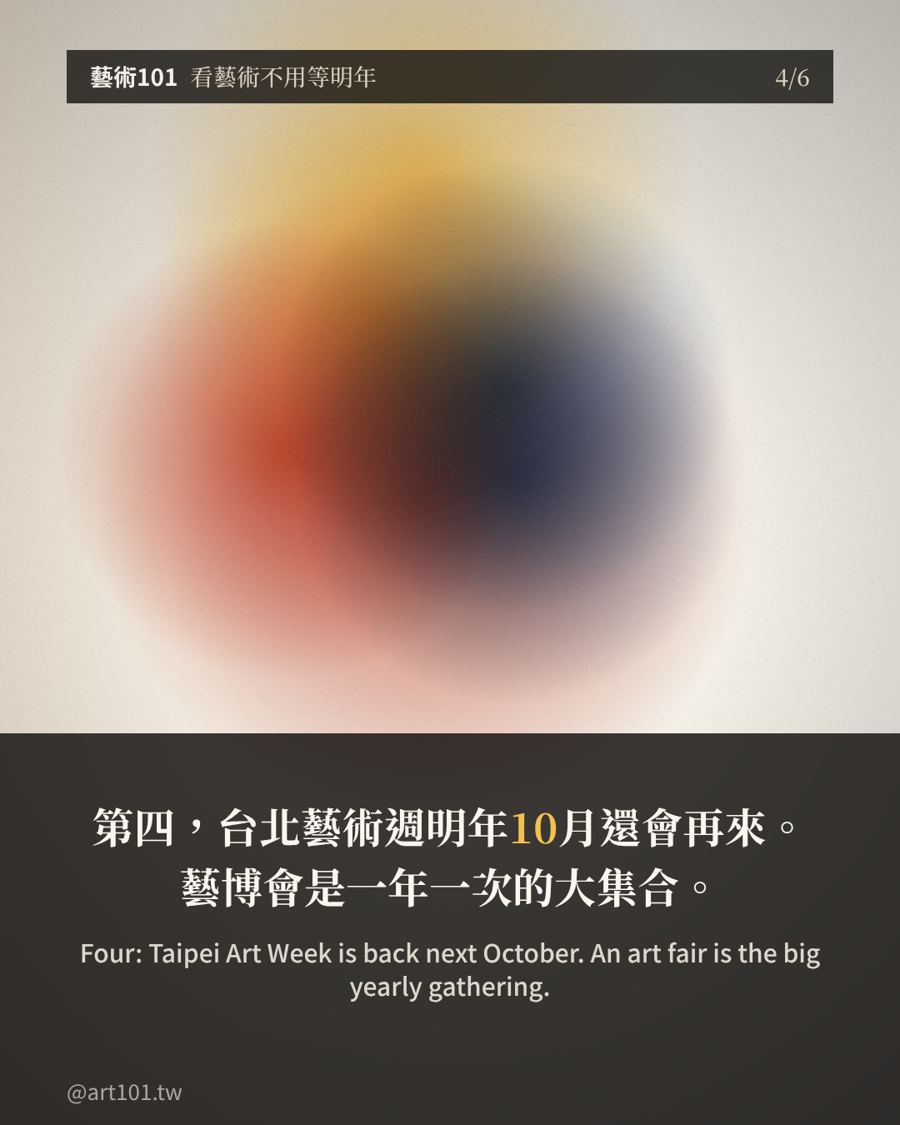 藝術101 看藝術不用等明年
4/6
第四，台北藝術週明年10月還會再來。
藝博會是一年一次的大集合。
Four: Taipei Art Week is back next October. An art fair is the big
yearly gathering.
@art101.tw